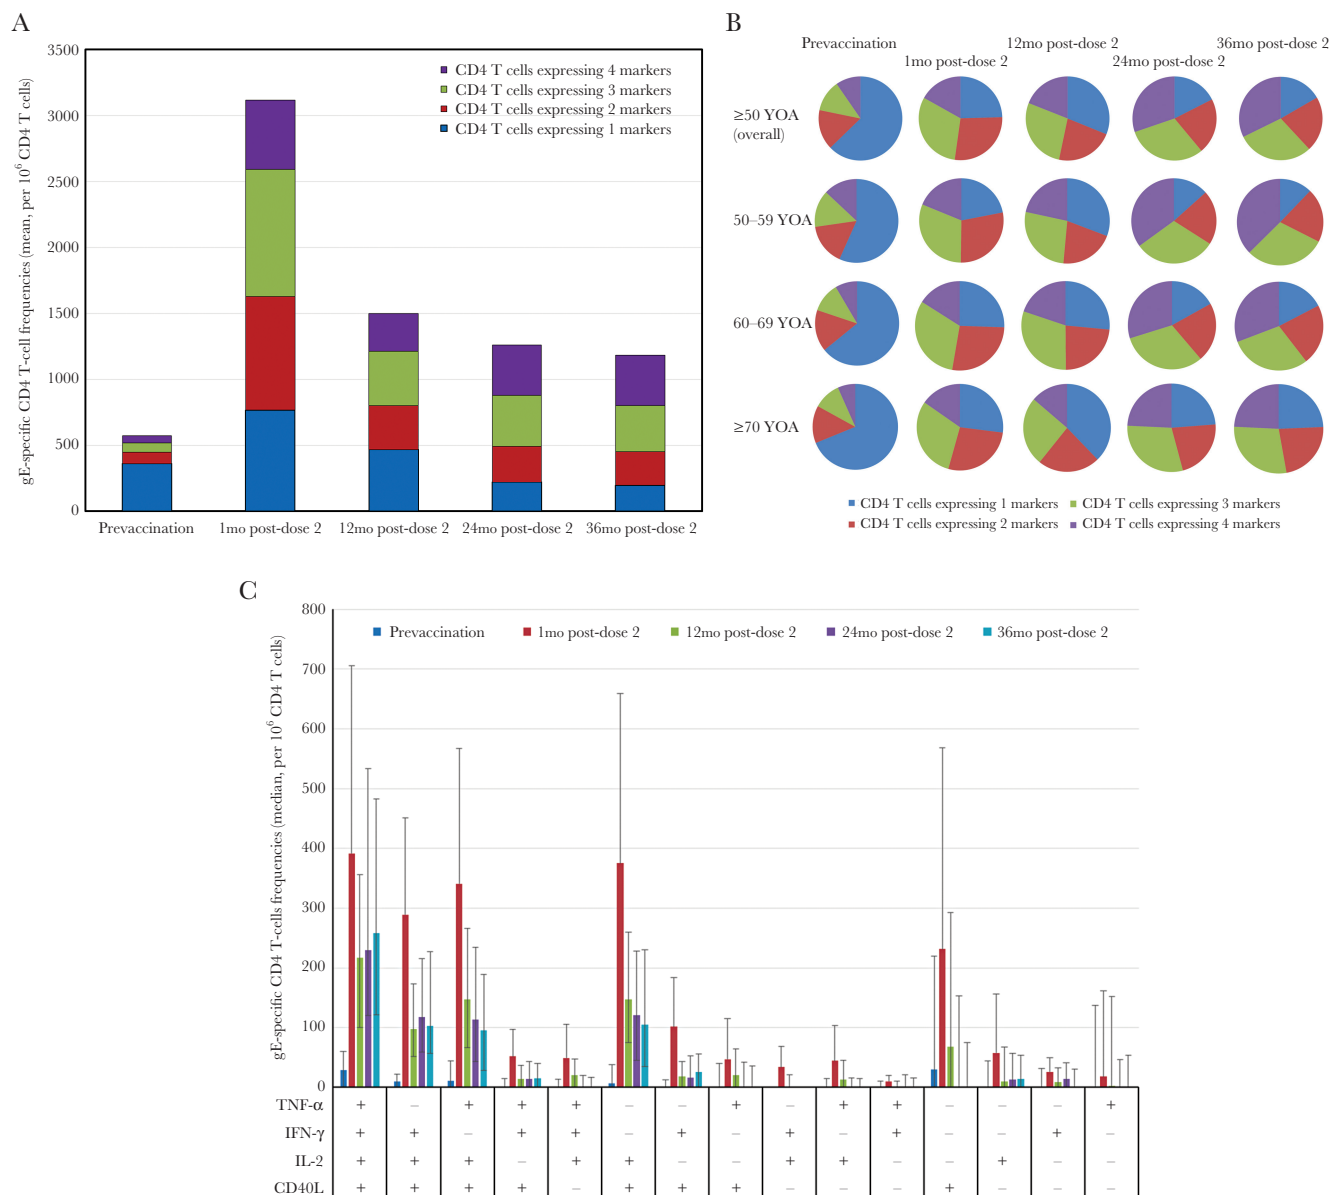 A
gE-specific CD4 T-cell frequencies (mean, per 10⁶ CD4 T cells)
3500
3000
2500
2000
1500
1000
500
0
CD4 T cells expressing 4 markers
CD4 T cells expressing 3 markers
CD4 T cells expressing 2 markers
CD4 T cells expressing 1 markers
Prevaccination 1mo post-dose 2 12mo post-dose 2 24mo post-dose 2 36mo post-dose 2
B
Prevaccination 1mo post-dose 2 12mo post-dose 2 24mo post-dose 2 36mo post-dose 2
≥50 YOA
(overall)
50–59 YOA
60–69 YOA
≥70 YOA
CD4 T cells expressing 1 markers CD4 T cells expressing 3 markers
CD4 T cells expressing 2 markers CD4 T cells expressing 4 markers
C
gE-specific CD4 T-cells frequencies (median, per 10⁶ CD4 T cells)
800
700
600
500
400
300
200
100
0
Prevaccination 1mo post-dose 2 12mo post-dose 2 24mo post-dose 2 36mo post-dose 2
TNF-α + – + + + – – + – + + – – – +
IFN-γ + + – + + – + – + – + – – + –
IL-2 + + + – + + – – + + – – + – –
CD40L + + + + – + + + – – – + – – –